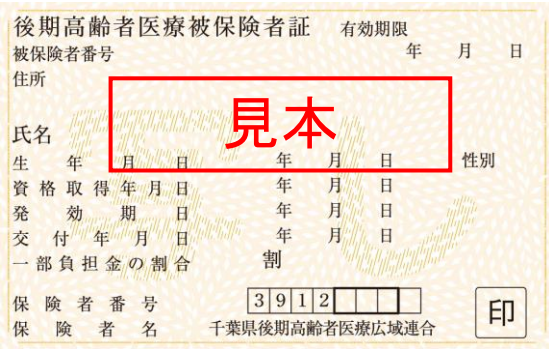 後期高齢者医療被保険者証 有効期限
被保険者番号 年 月 日
住所
見本
氏名
生年月日 年 月 日 性別
資格取得年月日 年 月 日
発効期日 年 月 日
交付年月日 年 月 日
一部負担金の割合 割
保険者番号 3912
保険者名 千葉県後期高齢者医療広域連合 印